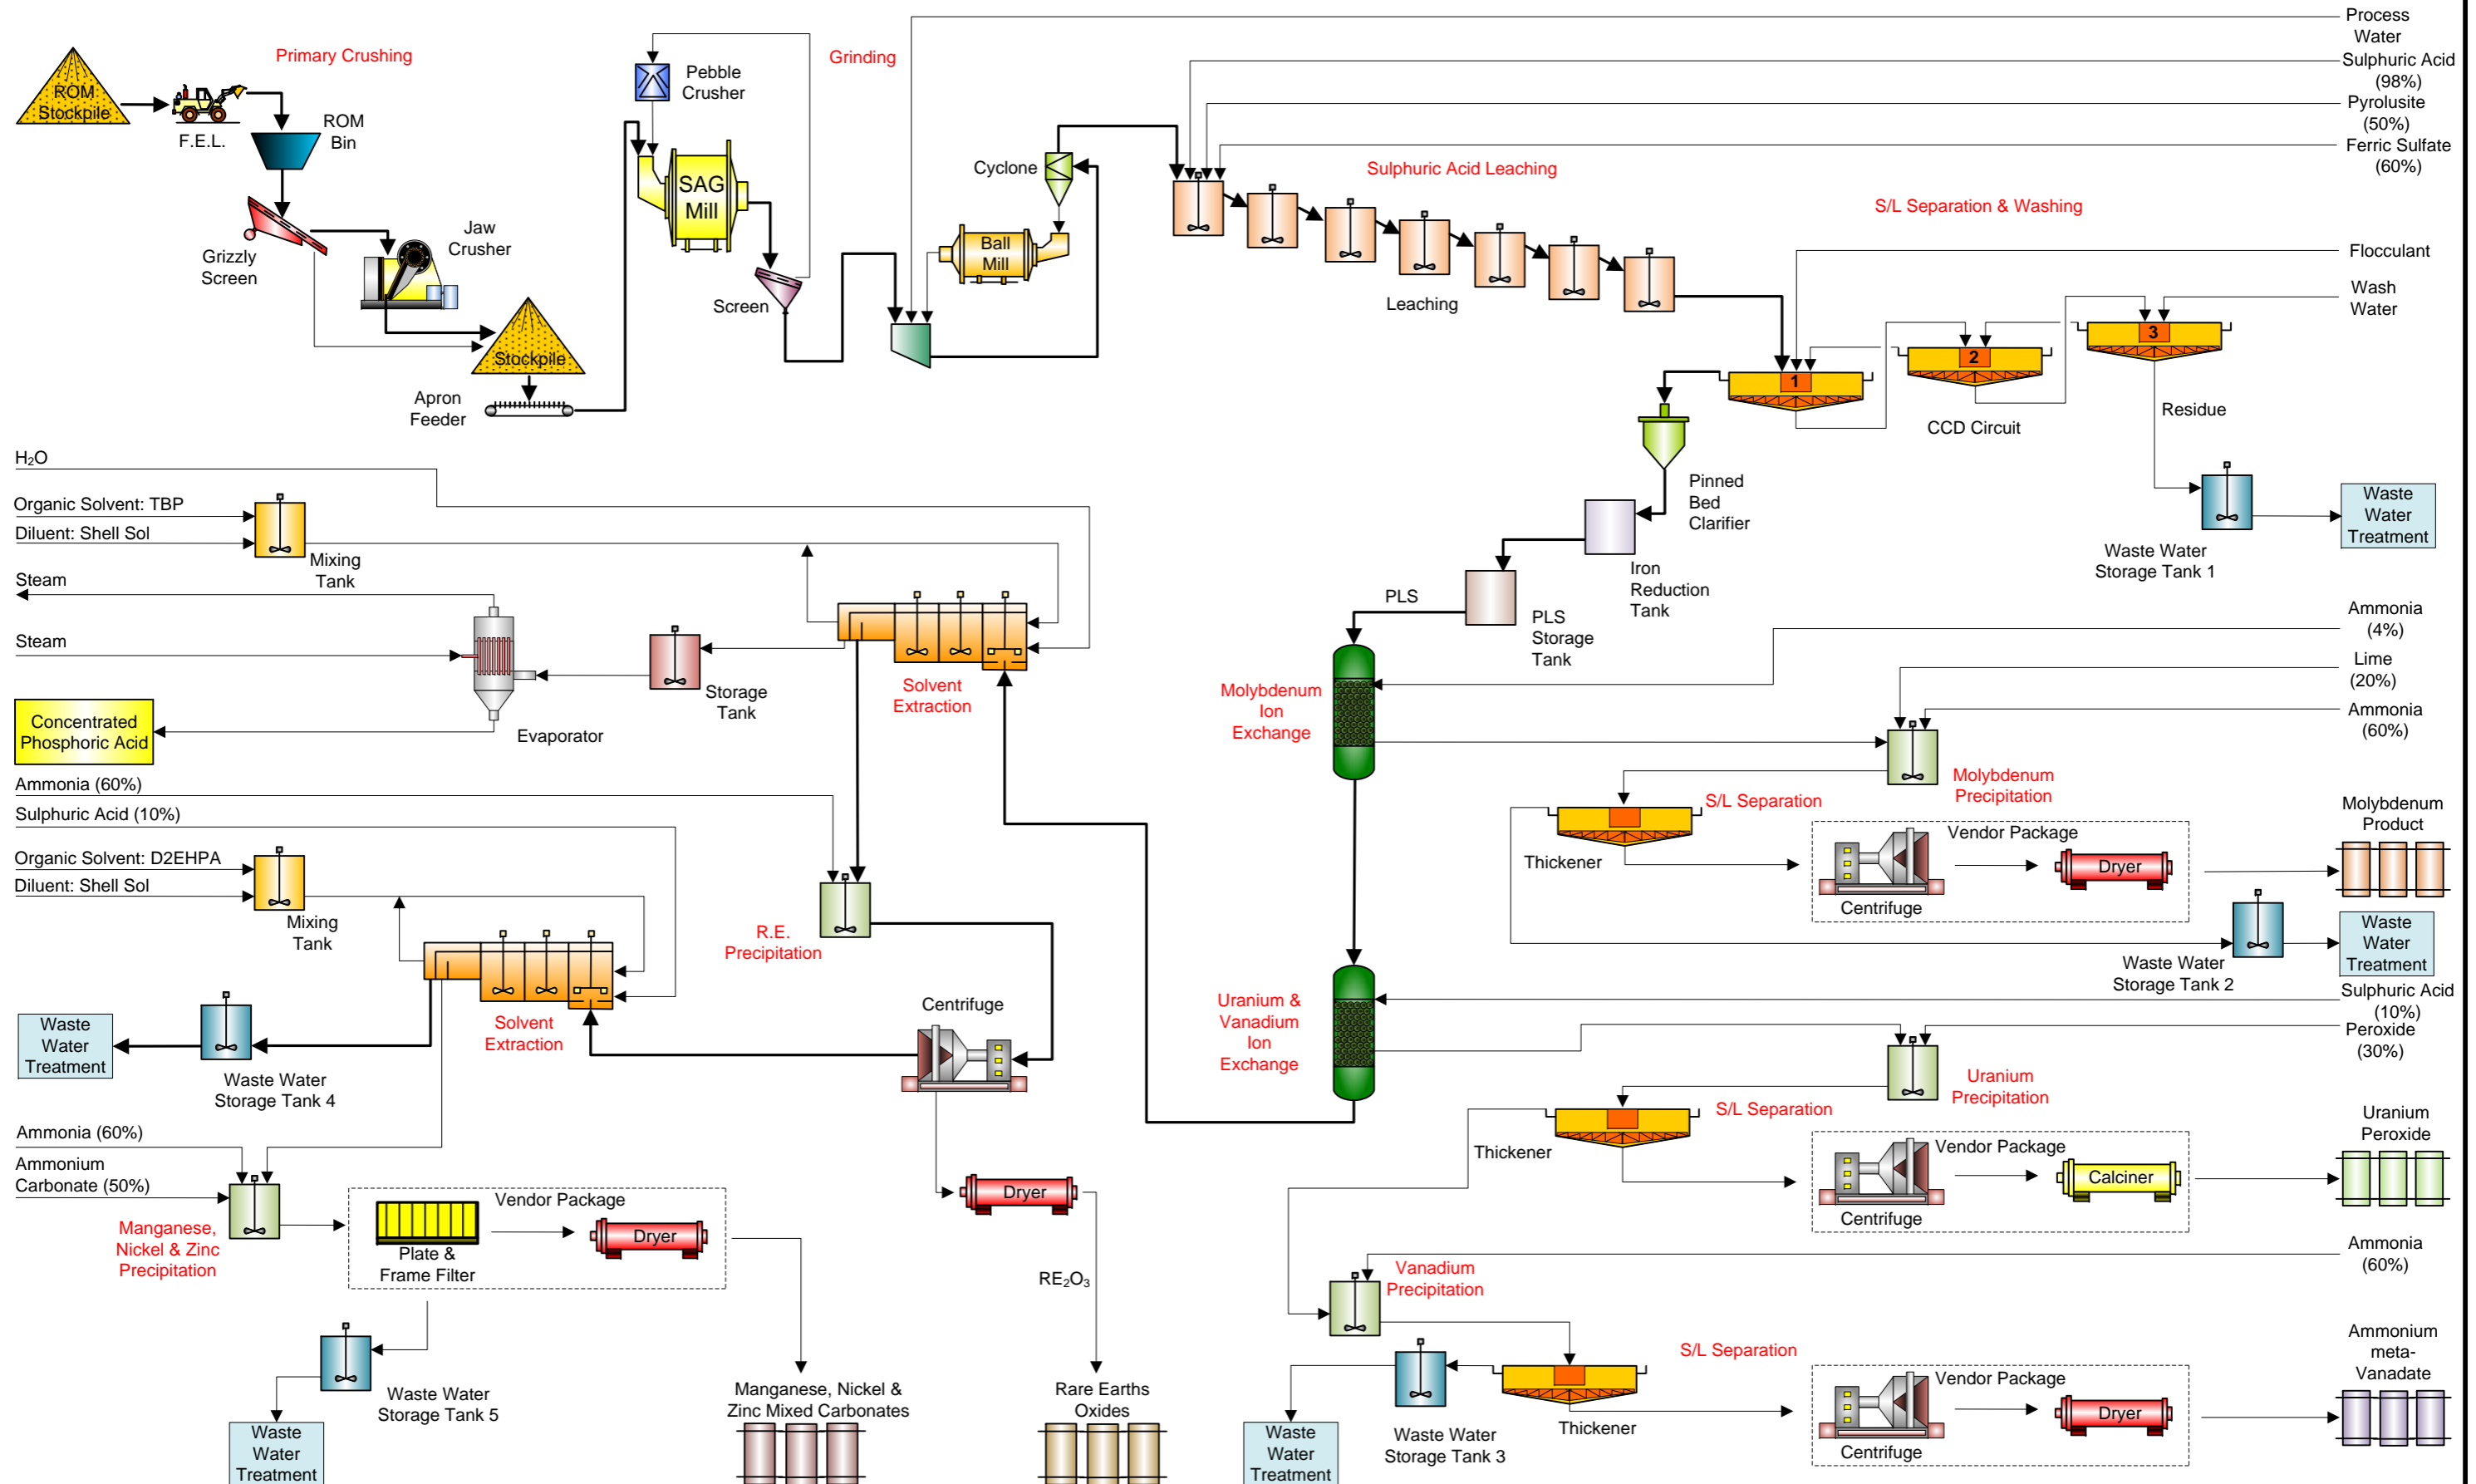 Primary Crushing
ROM
Stockpile
F.E.L.
ROM
Bin
Grizzly
Screen
Jaw
Crusher
Stockpile
Apron
Feeder
Grinding
Pebble
Crusher
SAG
Mill
Screen
Cyclone
Ball
Mill
Process
Water
Sulphuric Acid
(98%)
Pyrolusite
(50%)
Ferric Sulfate
(60%)
Sulphuric Acid Leaching
Leaching
S/L Separation & Washing
Flocculant
Wash
Water
1
2
3
CCD Circuit
Residue
Pinned
Bed
Clarifier
Iron
Reduction
Tank
PLS
Storage
Tank
PLS
Waste Water
Storage Tank 1
Waste
Water
Treatment
H₂O
Organic Solvent: TBP
Diluent: Shell Sol
Mixing
Tank
Steam
Steam
Evaporator
Storage
Tank
Solvent
Extraction
Concentrated
Phosphoric Acid
Molybdenum
Ion
Exchange
Ammonia
(4%)
Lime
(20%)
Ammonia
(60%)
Molybdenum
Precipitation
S/L Separation
Thickener
Vendor Package
Centrifuge
Dryer
Molybdenum
Product
Waste Water
Storage Tank 2
Waste
Water
Treatment
Ammonia (60%)
Sulphuric Acid (10%)
Organic Solvent: D2EHPA
Diluent: Shell Sol
Mixing
Tank
R.E.
Precipitation
Solvent
Extraction
Centrifuge
Waste
Water
Treatment
Waste Water
Storage Tank 4
Uranium &
Vanadium
Ion
Exchange
Sulphuric Acid
(10%)
Peroxide
(30%)
Uranium
Precipitation
S/L Separation
Thickener
Vendor Package
Centrifuge
Calciner
Uranium
Peroxide
Ammonia (60%)
Ammonium
Carbonate (50%)
Manganese,
Nickel & Zinc
Precipitation
Vendor Package
Plate &
Frame Filter
Dryer
Dryer
RE₂O₃
Waste Water
Storage Tank 5
Waste
Water
Treatment
Manganese, Nickel &
Zinc Mixed Carbonates
Rare Earths
Oxides
Ammonia
(60%)
Vanadium
Precipitation
S/L Separation
Thickener
Waste Water
Storage Tank 3
Waste
Water
Treatment
Vendor Package
Centrifuge
Dryer
Ammonium
meta-
Vanadate